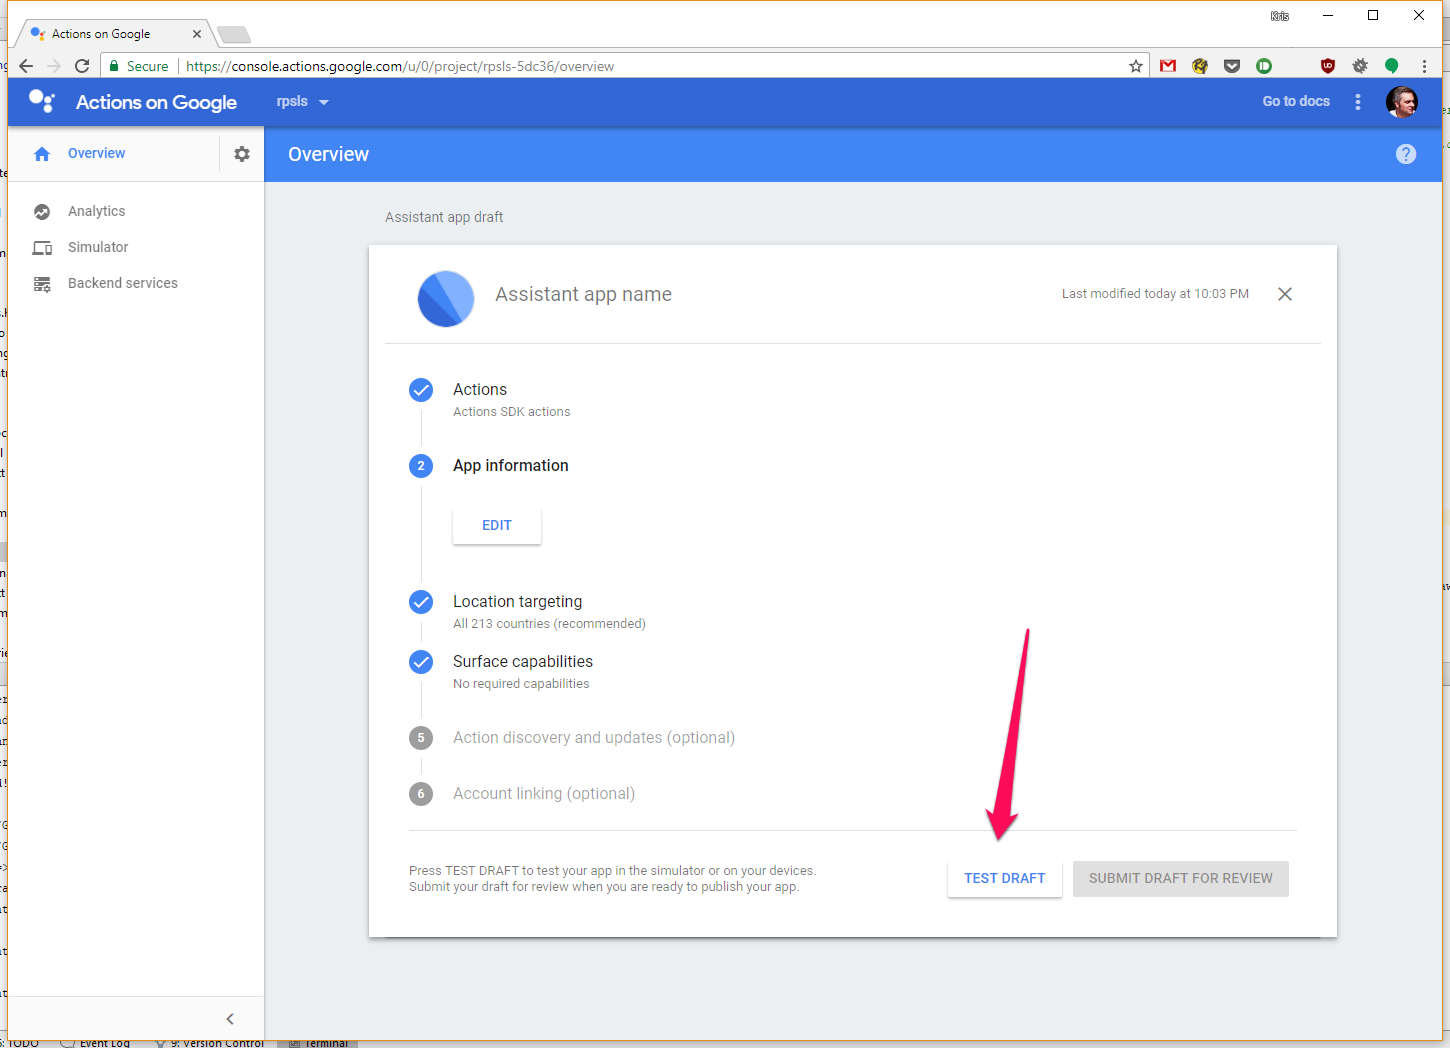 Kris
Actions on Google
Secure https://console.actions.google.com/u/0/project/rpsls-5dc36/overview
Actions on Google rpsls Go to docs
Overview
Overview
Analytics
Simulator
Backend services
Assistant app draft
Assistant app name
Last modified today at 10:03 PM
Actions
Actions SDK actions
2 App information
EDIT
Location targeting
All 213 countries (recommended)
Surface capabilities
No required capabilities
5 Action discovery and updates (optional)
6 Account linking (optional)
Press TEST DRAFT to test your app in the simulator or on your devices.
Submit your draft for review when you are ready to publish your app.
TEST DRAFT SUBMIT DRAFT FOR REVIEW
TODO Event Log 9: Version Control Terminal